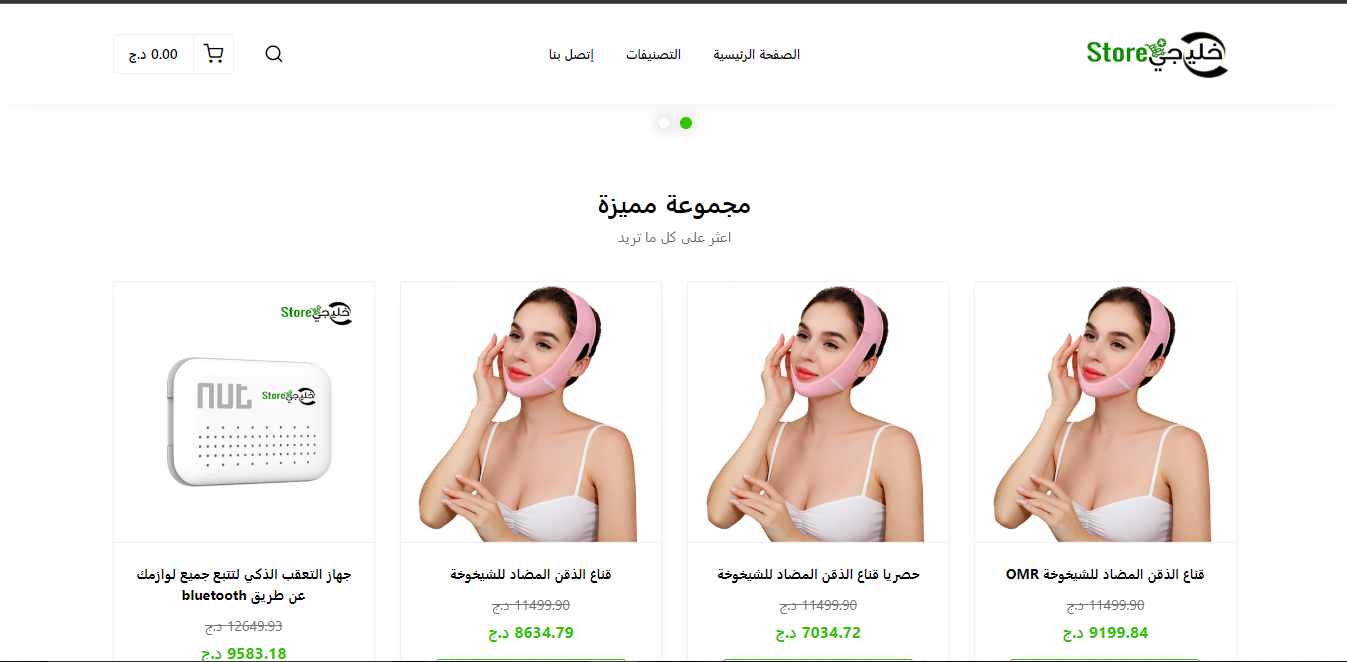 خليجي Store
الصفحة الرئيسية
التصنيفات
إتصل بنا
0.00 د.ج
مجموعة مميزة
اعثر على كل ما تريد
قناع الذقن المضاد للشيخوخة OMR
11499.90 د.ج
9199.84 د.ج
حصريا قناع الذقن المضاد للشيخوخة
11499.90 د.ج
7034.72 د.ج
قناع الذقن المضاد للشيخوخة
11499.90 د.ج
8634.79 د.ج
خليجي Store
nut خليجي Store
جهاز التعقب الذكي لتتبع جميع لوازمك
عن طريق bluetooth
12649.93 د.ج
9583.18 د.ج